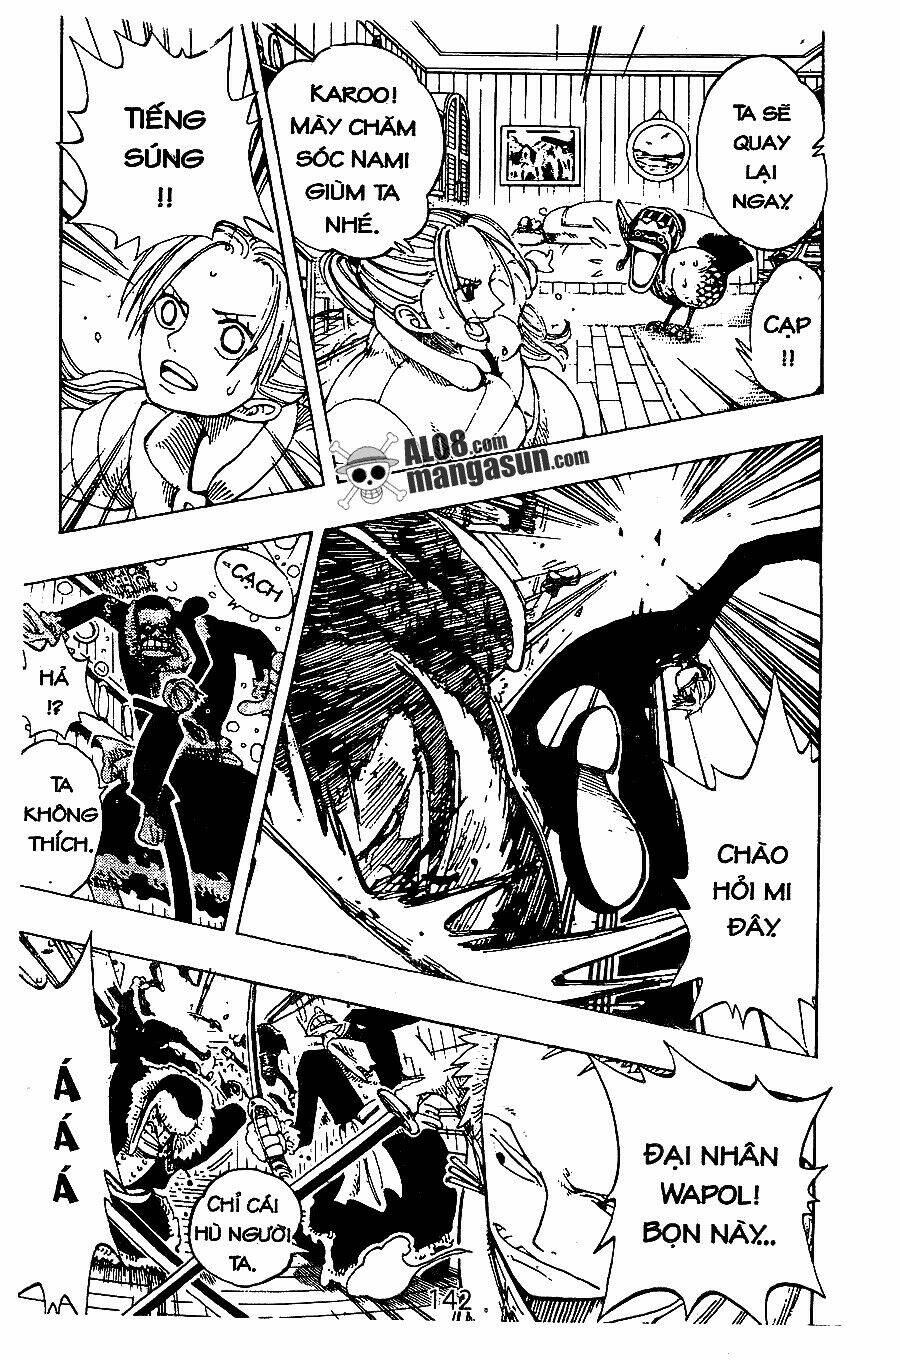 TIẾNG
SÚNG
!!
KAROO!
MÀY CHĂM
SÓC NAMI
GIÙM TA
NHÉ.
TA SẼ
QUAY
LẠI
NGAY.
CẠP
!!
ALO8.com
mangasun.com
..CẠCH
HẢ
!?
TA
KHÔNG
THÍCH.
CHÀO
HỎI MI
ĐÂY.
Á
Á
Á
CHỈ CÁI
HÙ NGƯỜI
TA.
ĐẠI NHÂN
WAPOL!
BỌN NÀY...
142